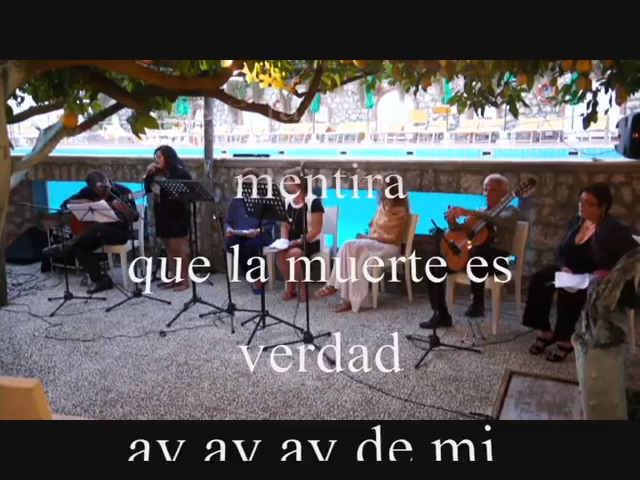 mentira
que la muerte es
verdad
ay ay ay de mi